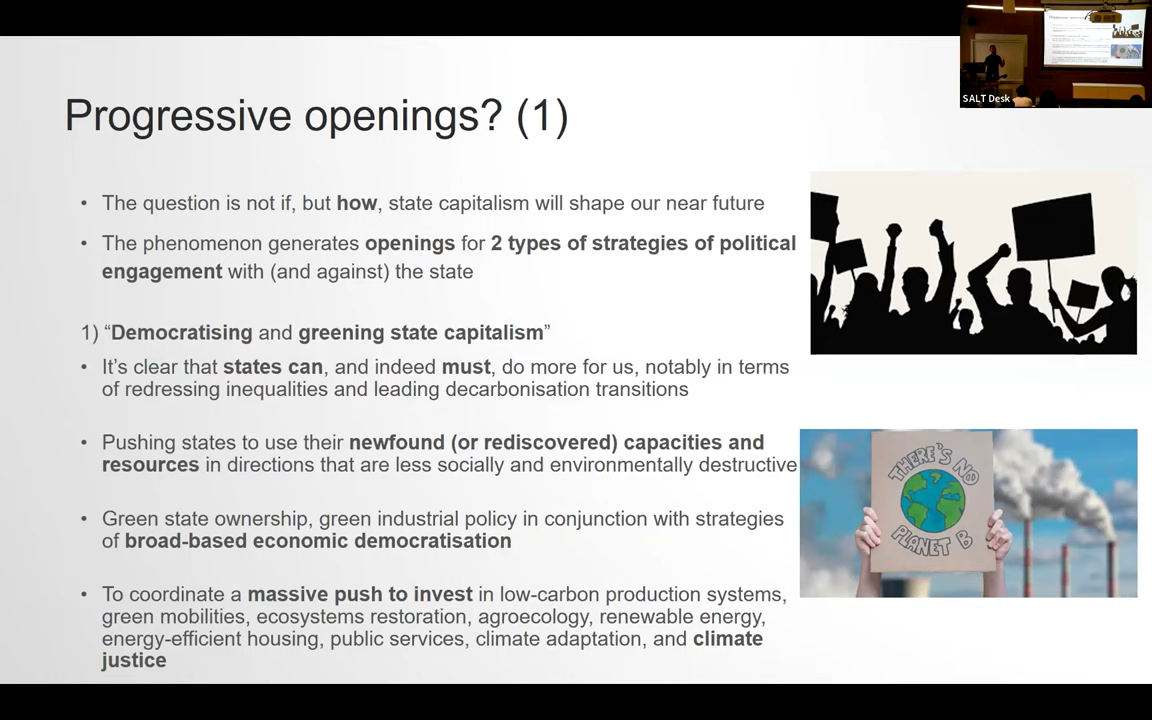 SALT Desk
Progressive openings? (1)
• The question is not if, but how, state capitalism will shape our near future
• The phenomenon generates openings for 2 types of strategies of political
engagement with (and against) the state
1) “Democratising and greening state capitalism”
• It’s clear that states can, and indeed must, do more for us, notably in terms
of redressing inequalities and leading decarbonisation transitions
• Pushing states to use their newfound (or rediscovered) capacities and
resources in directions that are less socially and environmentally destructive
• Green state ownership, green industrial policy in conjunction with strategies
of broad-based economic democratisation
• To coordinate a massive push to invest in low-carbon production systems,
green mobilities, ecosystems restoration, agroecology, renewable energy,
energy-efficient housing, public services, climate adaptation, and climate
justice
THERE'S NO
PLANET B